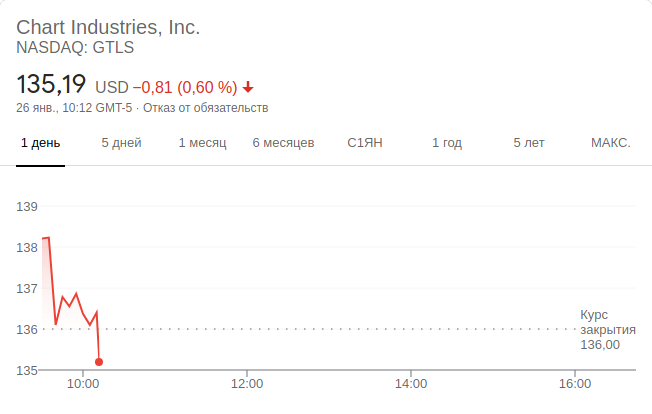 Chart Industries, Inc.
NASDAQ: GTLS
135,19 USD −0,81 (0,60 %)
26 янв., 10:12 GMT-5 · Отказ от обязательств
1 день 5 дней 1 месяц 6 месяцев С1ЯН 1 год 5 лет МАКС.
139
138
137
136
135
Курс
закрытия
136,00
10:00 12:00 14:00 16:00